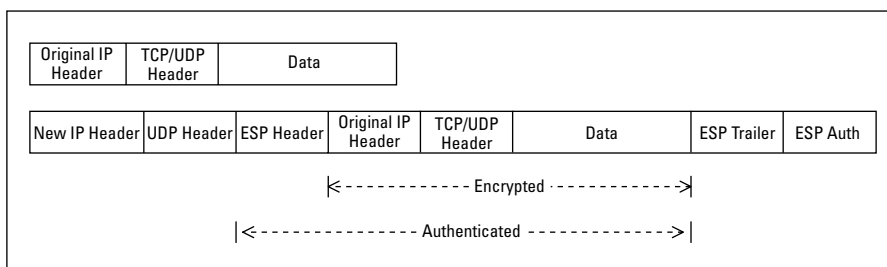 Original IP Header TCP/UDP Header Data
New IP Header UDP Header ESP Header Original IP Header TCP/UDP Header Data ESP Trailer ESP Auth
Encrypted
Authenticated